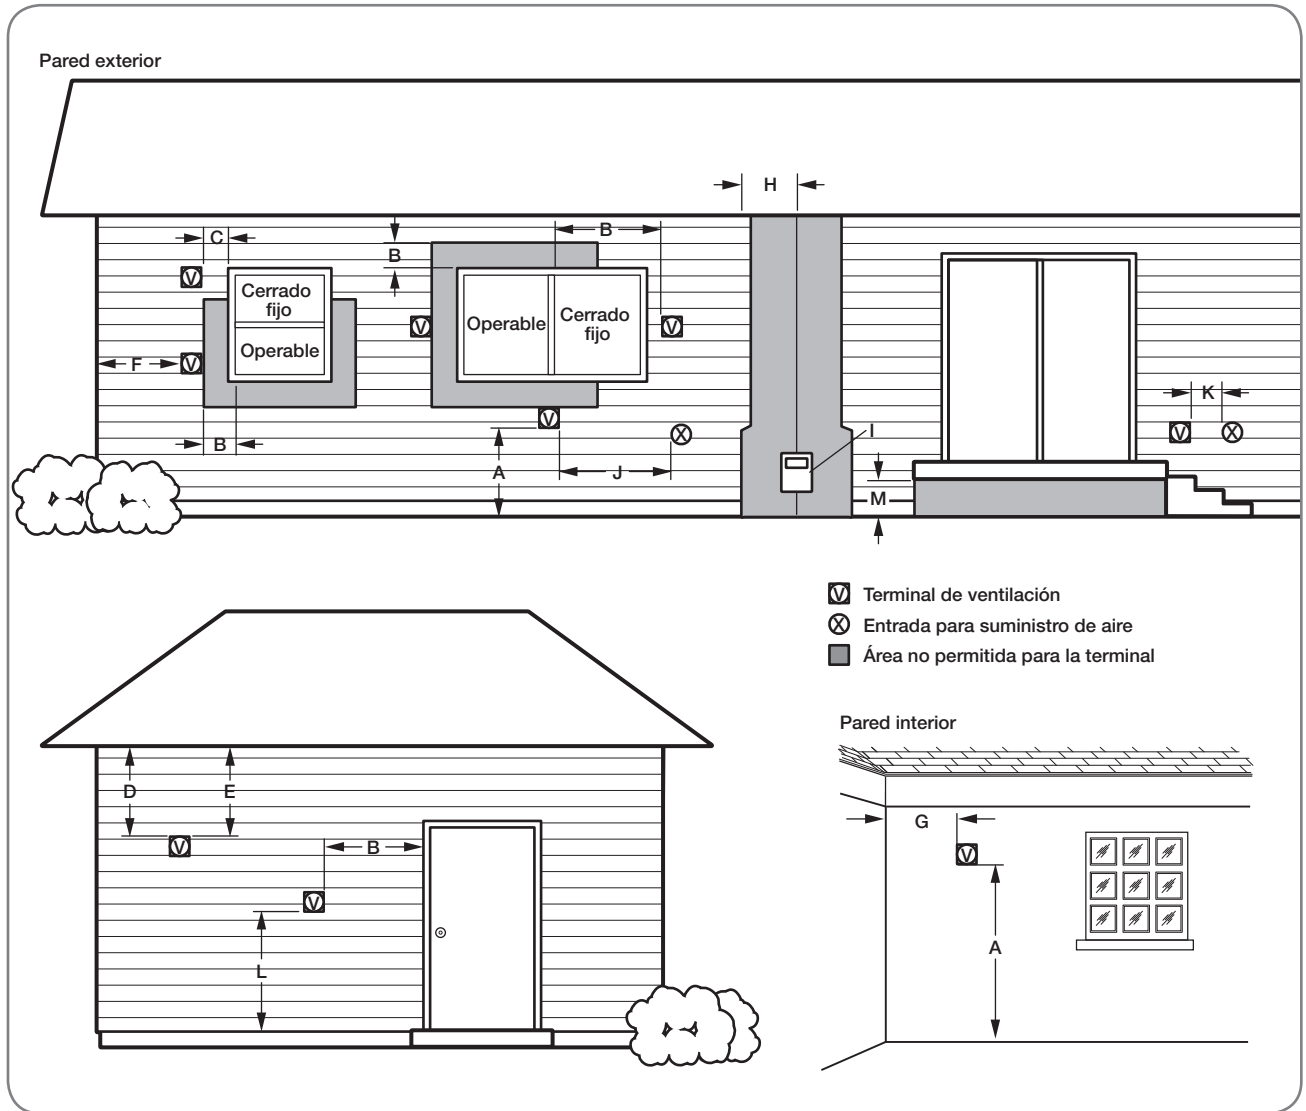 Pared exterior
H
C
B
B
V
Cerrado
fijo
Operable
Cerrado
fijo
V
V
Operable
F
V
K
B
V
V
X
X
I
A
J
M
V Terminal de ventilación
X Entrada para suministro de aire
Área no permitida para la terminal
Pared interior
D
E
G
V
B
V
V
A
L